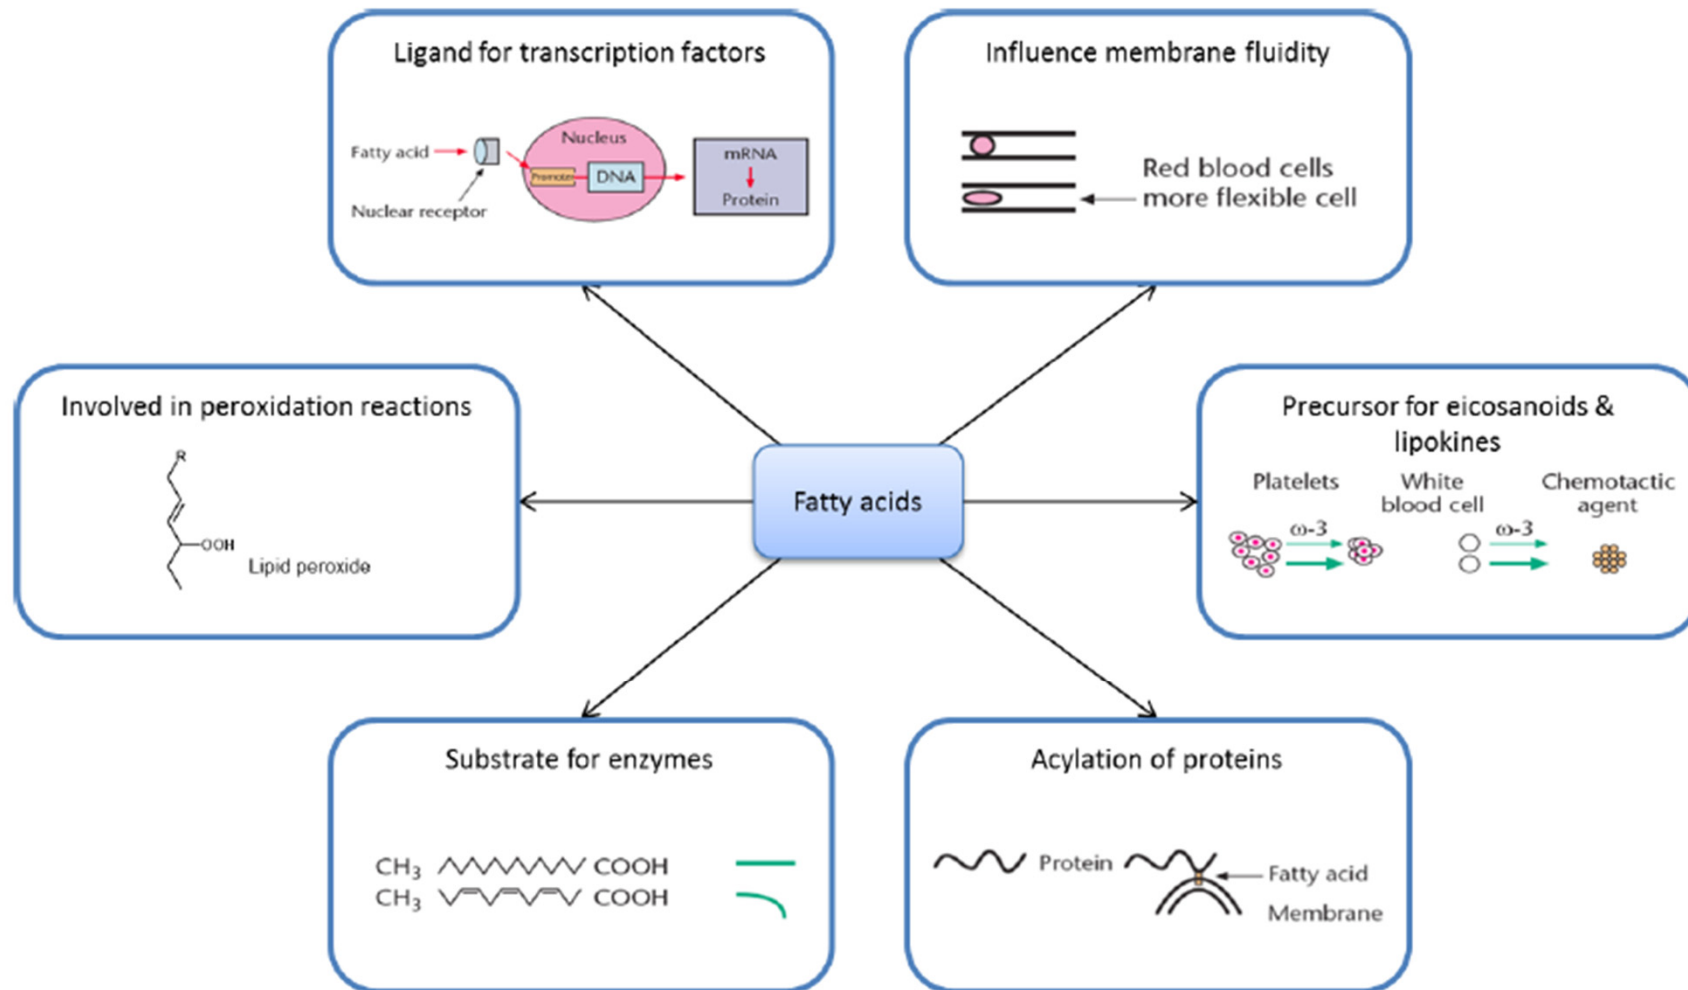 Ligand for transcription factors
Fatty acid
Nuclear receptor
Nucleus
Promoter
DNA
mRNA
Protein
Influence membrane fluidity
Red blood cells
more flexible cell
Involved in peroxidation reactions
R
OOH
Lipid peroxide
Fatty acids
Precursor for eicosanoids &
lipokines
Platelets
White
blood cell
Chemotactic
agent
ω-3
ω-3
Substrate for enzymes
CH₃ COOH
CH₃ COOH
Acylation of proteins
Protein
Fatty acid
Membrane